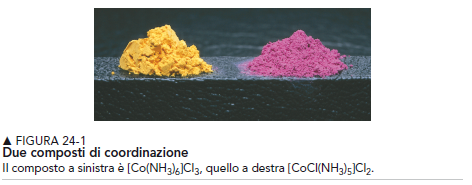 ▲ FIGURA 24-1
Due composti di coordinazione
Il composto a sinistra è [Co(NH₃)₆]Cl₃, quello a destra [CoCl(NH₃)₅]Cl₂.